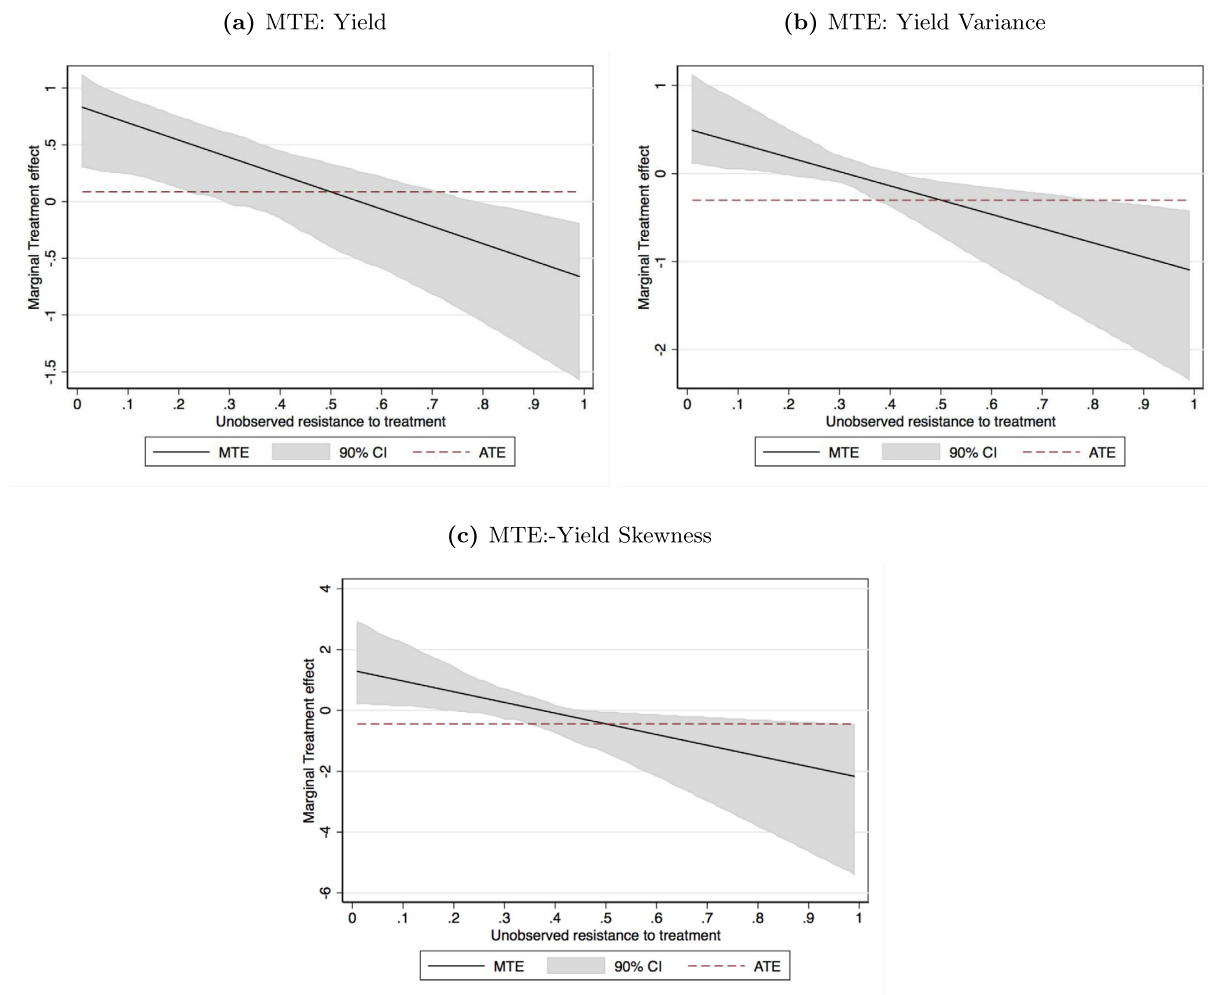 (a) MTE: Yield
1
.5
0
-.5
-1
-1.5
Marginal Treatment effect
0 .1 .2 .3 .4 .5 .6 .7 .8 .9 1
Unobserved resistance to treatment
MTE 90% CI ATE
(b) MTE: Yield Variance
1
0
-1
-2
Marginal Treatment effect
0 .1 .2 .3 .4 .5 .6 .7 .8 .9 1
Unobserved resistance to treatment
MTE 90% CI ATE
(c) MTE:-Yield Skewness
4
2
0
-2
-4
-6
Marginal Treatment effect
0 .1 .2 .3 .4 .5 .6 .7 .8 .9 1
Unobserved resistance to treatment
MTE 90% CI ATE